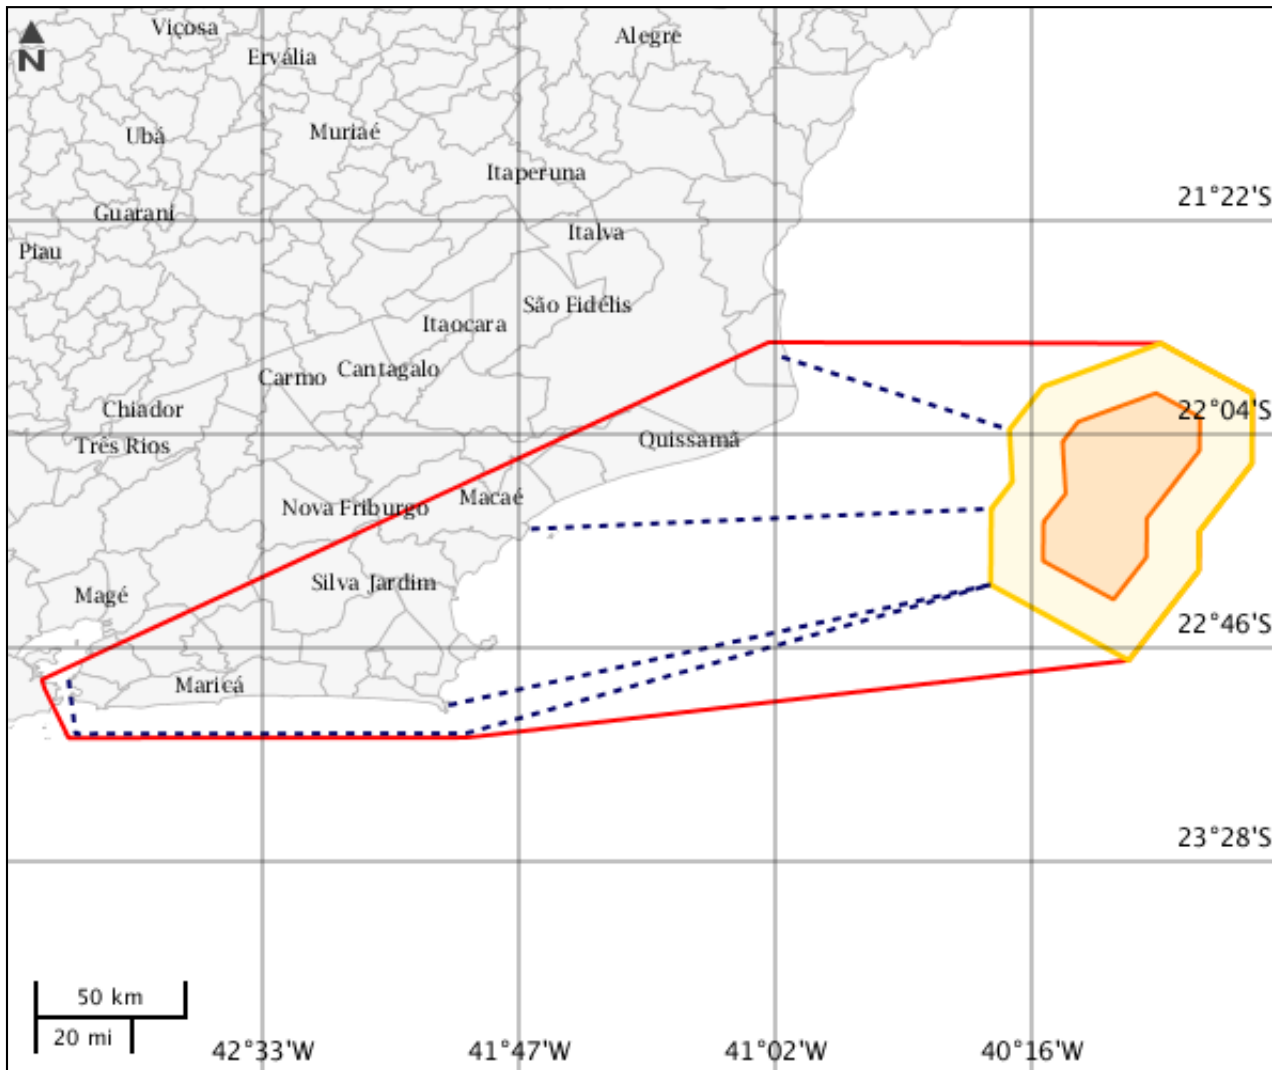 Viçosa
Alegre
N
Ervália
Ubá
Muriaé
Itaperuna
21°22'S
Guarani
Italva
Piau
São Fidélis
Itaocara
Carmo
Cantagalo
Chiador
22°04'S
Três Rios
Quissamã
Macaé
Nova Friburgo
Silva Jardim
Magé
22°46'S
Maricá
23°28'S
50 km
20 mi
42°33'W
41°47'W
41°02'W
40°16'W